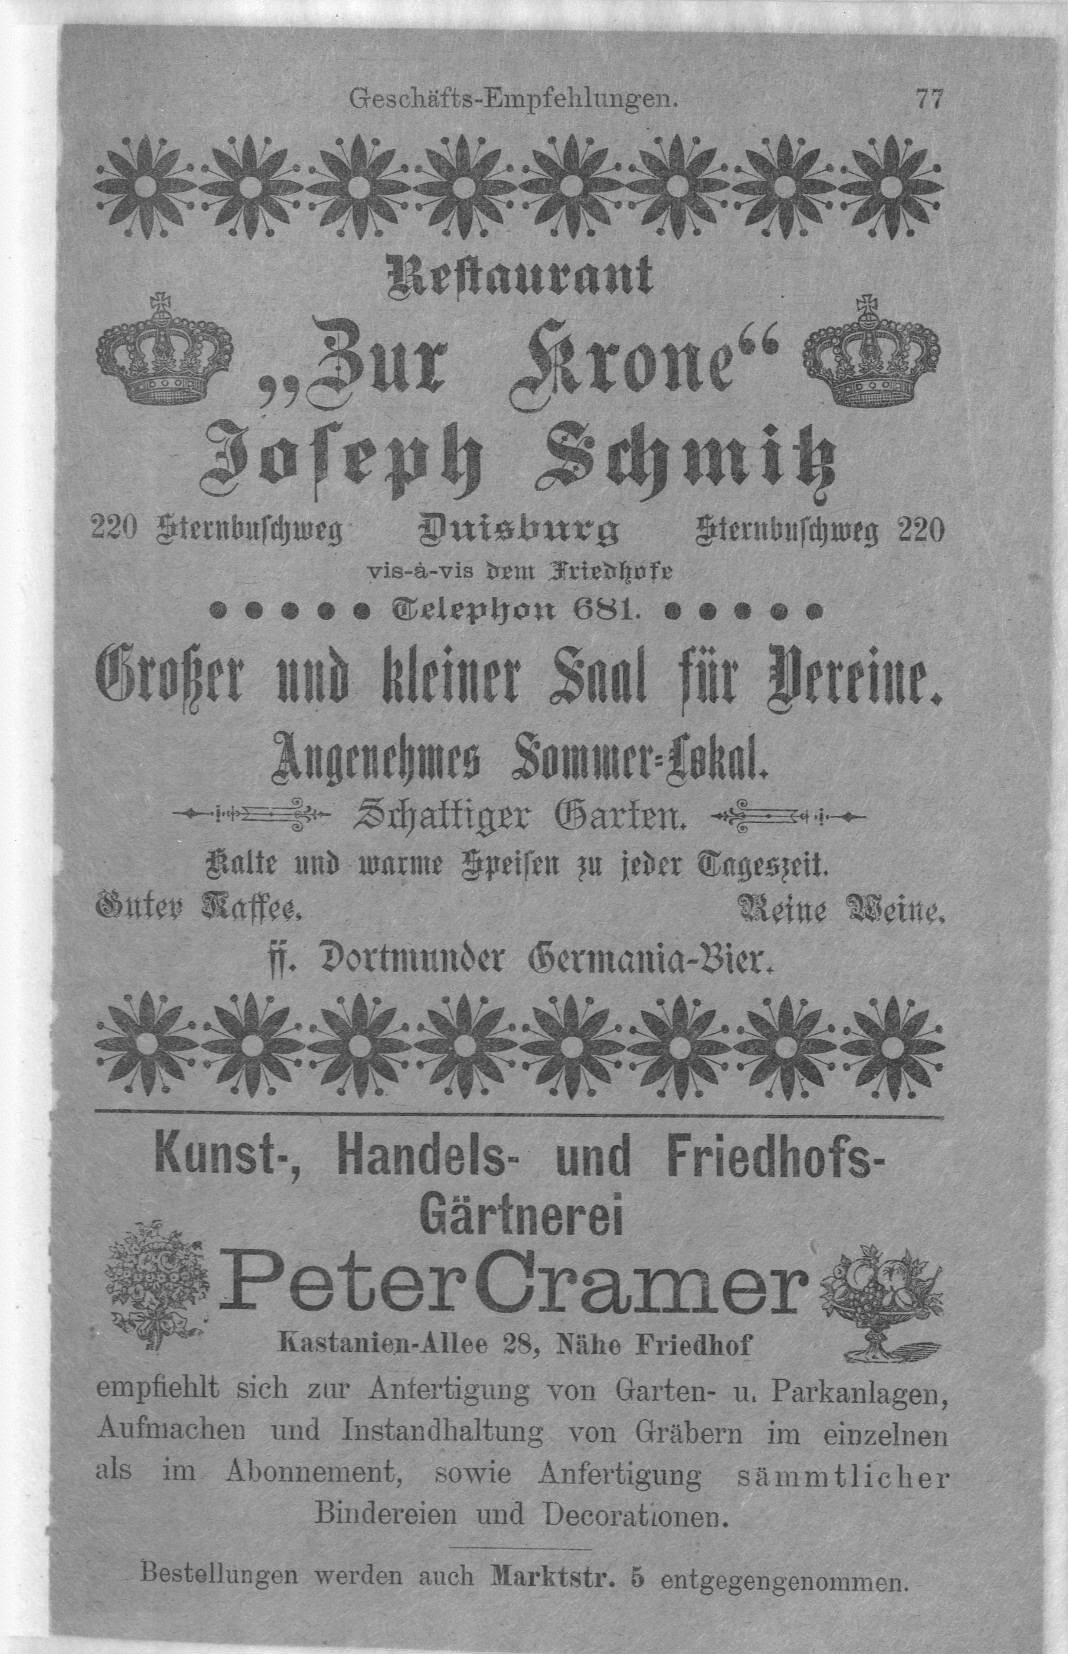 Geschäfts-Empfehlungen. 77
Restaurant
„Zur Krone“
Joseph Schmitz
220 Sternbuschweg Duisburg Sternbuschweg 220
vis-à-vis dem Friedhofe
Telephon 681.
Großer und kleiner Saal für Vereine.
Angenehmes Sommer-Lokal.
Schattiger Garten.
Kalte und warme Speisen zu jeder Tageszeit.
Guter Kaffee. Reine Weine.
ff. Dortmunder Germania-Bier.
Kunst-, Handels- und Friedhofs-
Gärtnerei
Peter Cramer
Kastanien-Allee 28, Nähe Friedhof
empfiehlt sich zur Anfertigung von Garten- u. Parkanlagen,
Aufmachen und Instandhaltung von Gräbern im einzelnen
als im Abonnement, sowie Anfertigung sämmtlicher
Bindereien und Decorationen.
Bestellungen werden auch Marktstr. 5 entgegengenommen.